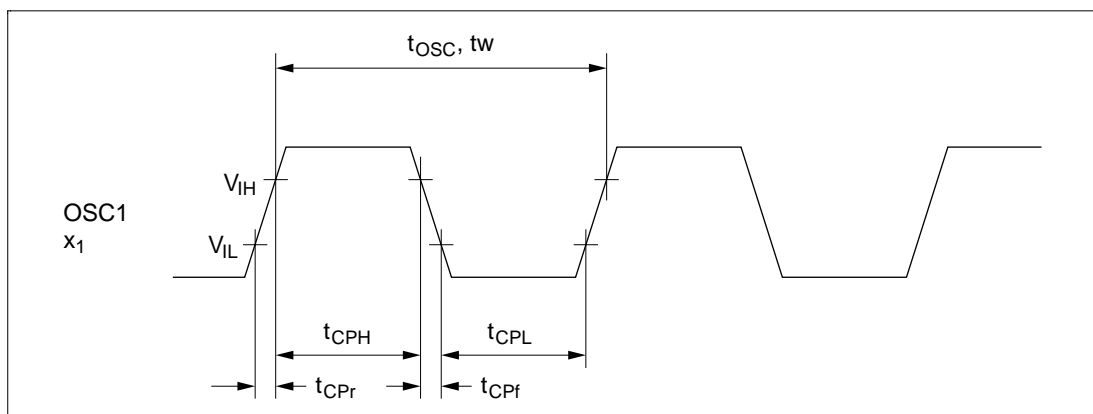 tOSC, tw
VIH
OSC1
x1
VIL
tCPH
tCPL
tCPr
tCPf